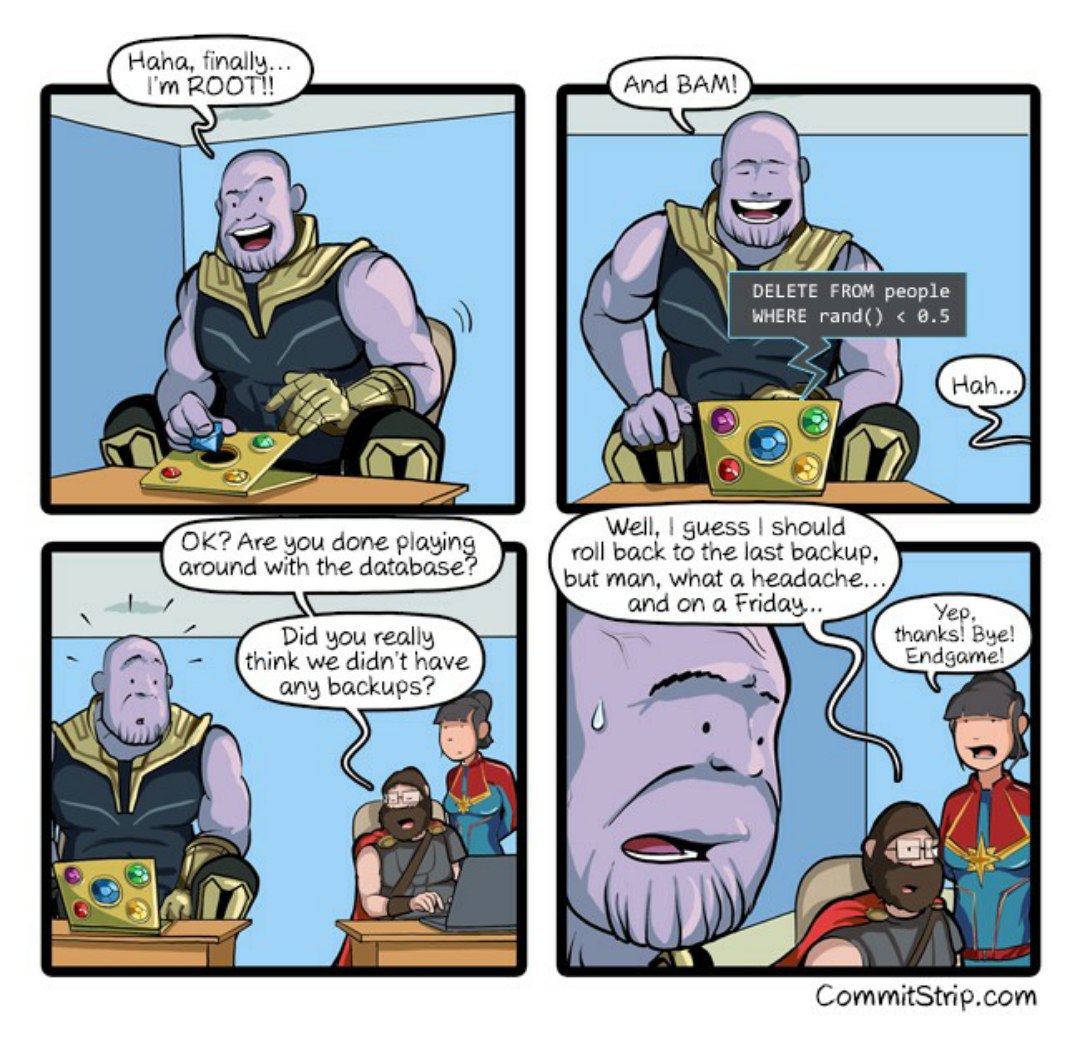 Haha, finally...
I'm ROOT!!
And BAM!
DELETE FROM people
WHERE rand() < 0.5
Hah...
OK? Are you done playing
around with the database?
Did you really
think we didn't have
any backups?
Well, I guess I should
roll back to the last backup,
but man, what a headache...
and on a Friday...
Yep,
thanks! Bye!
Endgame!
CommitStrip.com